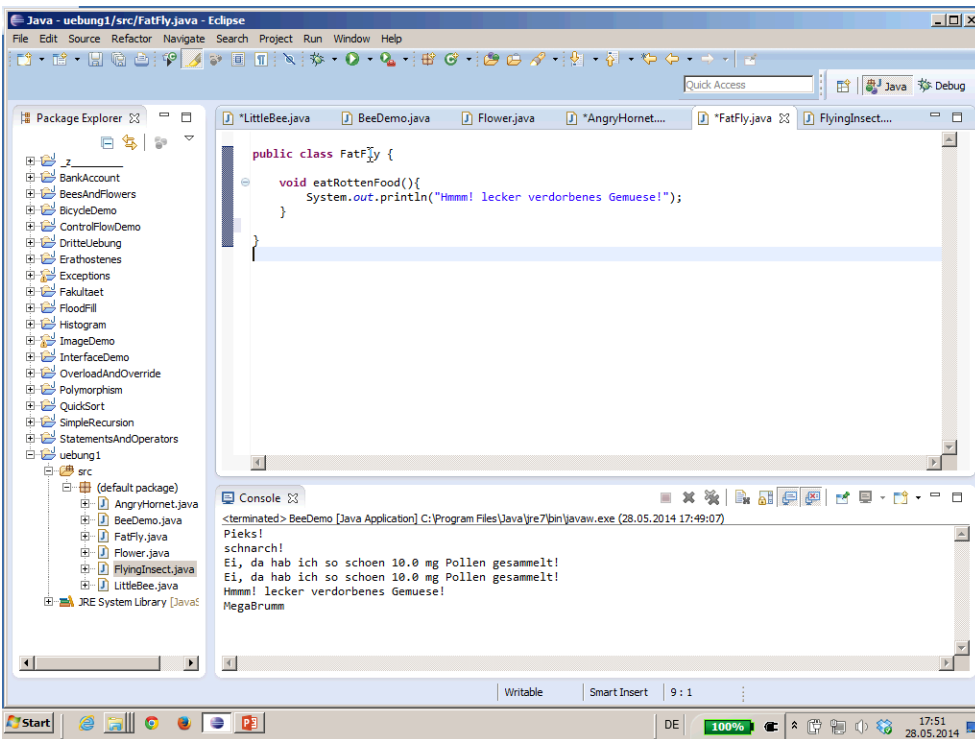 Java - uebung1/src/FatFly.java - Eclipse
File Edit Source Refactor Navigate Search Project Run Window Help
Quick Access
Java
Debug
Package Explorer
_z_________
BankAccount
BeesAndFlowers
BicycleDemo
ControlFlowDemo
DritteUebung
Erathostenes
Exceptions
Fakultaet
FloodFill
Histogram
ImageDemo
InterfaceDemo
OverloadAndOverride
Polymorphism
QuickSort
SimpleRecursion
StatementsAndOperators
uebung1
src
(default package)
AngryHornet.java
BeeDemo.java
FatFly.java
Flower.java
FlyingInsect.java
LittleBee.java
JRE System Library [JavaS
*LittleBee.java BeeDemo.java Flower.java *AngryHornet.... *FatFly.java FlyingInsect....
public class FatFly {
void eatRottenFood(){
System.out.println("Hmmm! lecker verdorbenes Gemuese!");
}
}
Console
<terminated> BeeDemo [Java Application] C:\Program Files\Java\jre7\bin\javaw.exe (28.05.2014 17:49:07)
Pieks!
schnarch!
Ei, da hab ich so schoen 10.0 mg Pollen gesammelt!
Ei, da hab ich so schoen 10.0 mg Pollen gesammelt!
Hmmm! lecker verdorbenes Gemuese!
MegaBrumm
Writable Smart Insert 9 : 1
Start
DE 100% 17:51
28.05.2014